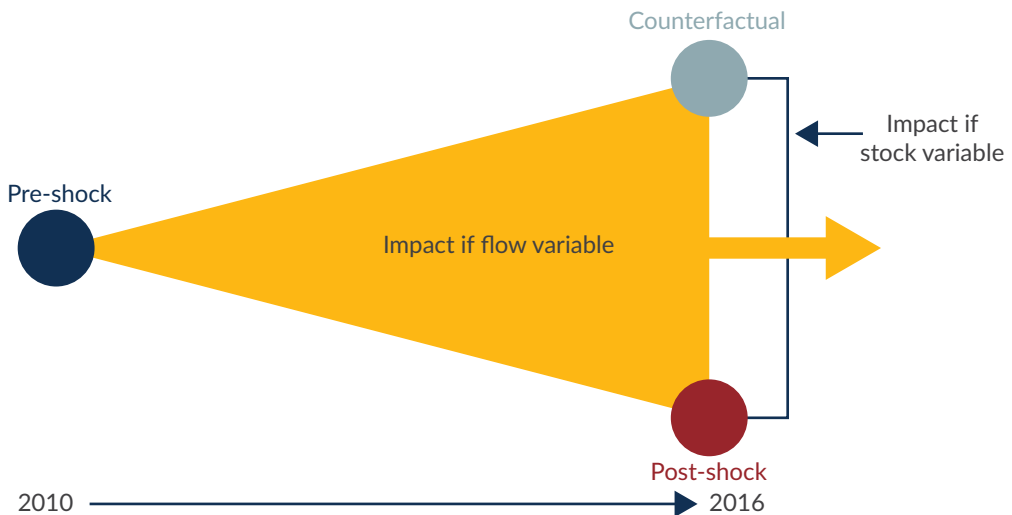 Counterfactual
Impact if
stock variable
Pre-shock
Impact if flow variable
Post-shock
2010
2016